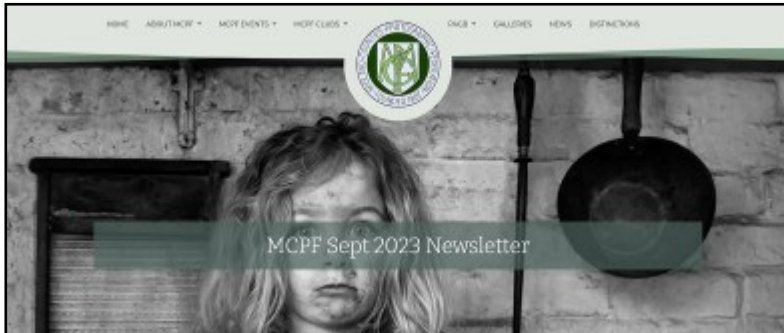 HOME ABOUT MCPF MCPF EVENTS MCPF CLUBS PAGB GALLERIES NEWS DISTINCTIONS
MCPF Sept 2023 Newsletter